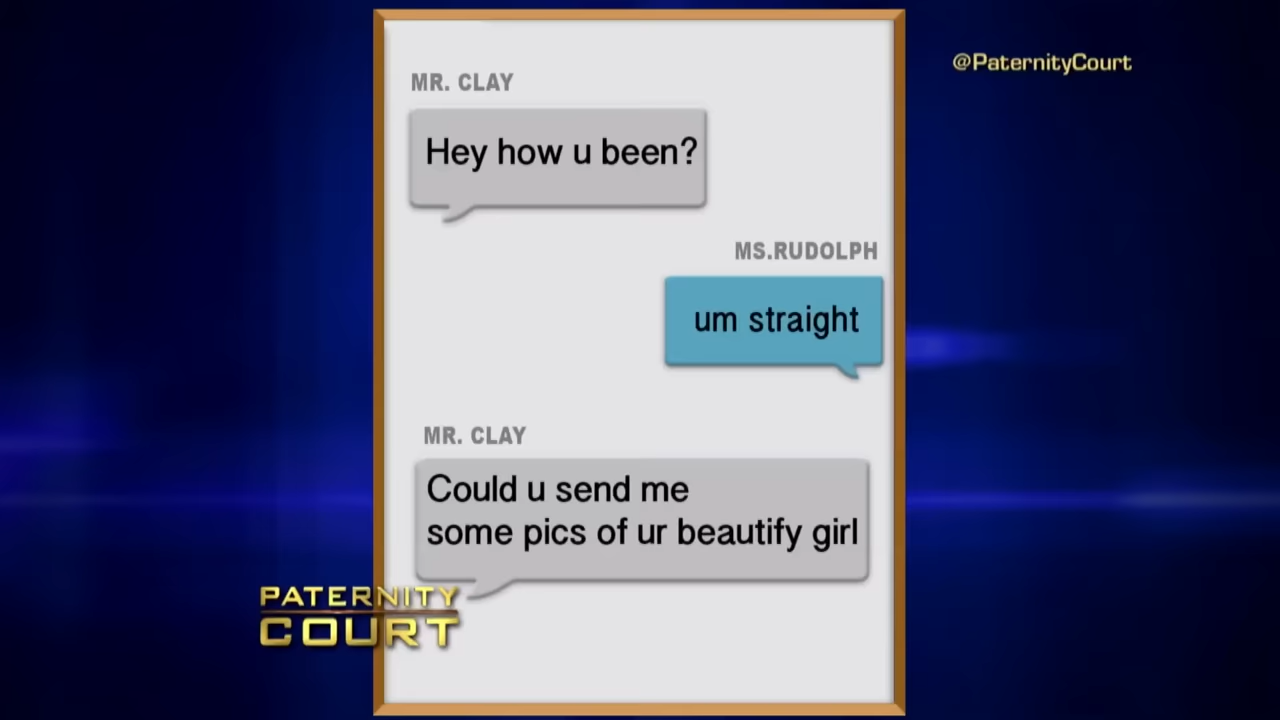 @PaternityCourt
MR. CLAY
Hey how u been?
MS.RUDOLPH
um straight
MR. CLAY
Could u send me
some pics of ur beautify girl
PATERNITY
COURT